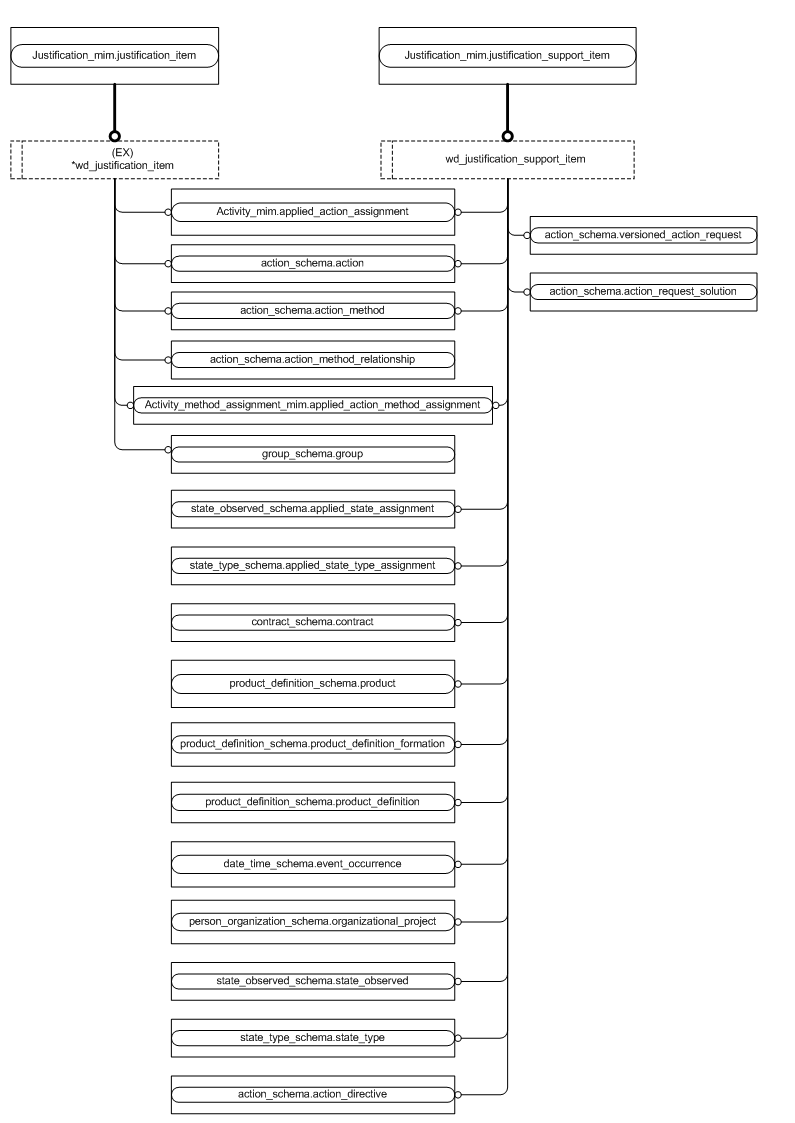 Justification_mim.justification_item
Justification_mim.justification_support_item
(EX)
*wd_justification_item
wd_justification_support_item
Activity_mim.applied_action_assignment
action_schema.versioned_action_request
action_schema.action
action_schema.action_request_solution
action_schema.action_method
action_schema.action_method_relationship
Activity_method_assignment_mim.applied_action_method_assignment
group_schema.group
state_observed_schema.applied_state_assignment
state_type_schema.applied_state_type_assignment
contract_schema.contract
product_definition_schema.product
product_definition_schema.product_definition_formation
product_definition_schema.product_definition
date_time_schema.event_occurrence
person_organization_schema.organizational_project
state_observed_schema.state_observed
state_type_schema.state_type
action_schema.action_directive